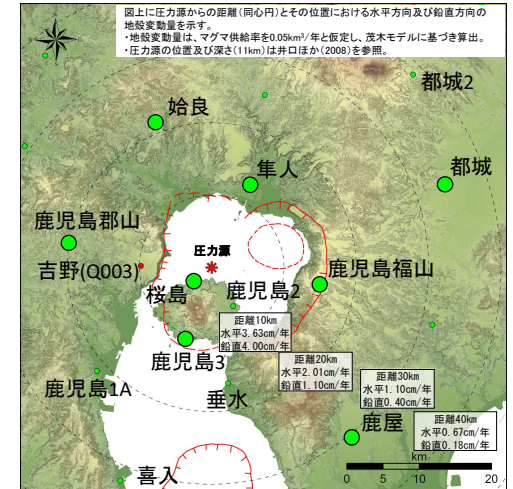 図上に圧力源からの距離(同心円)とその位置における水平方向及び鉛直方向の
地殻変動量を示す。
・地殻変動量は、マグマ供給率を0.05km³/年と仮定し、茂木モデルに基づき算出。
・圧力源の位置及び深さ(11km)は井口ほか(2008)を参照。
都城2
姶良
隼人
都城
鹿児島郡山
圧力源
吉野(Q003)
鹿児島福山
桜島
鹿児島2
距離10km
水平3.63cm/年
鉛直4.00cm/年
鹿児島3
距離20km
水平2.01cm/年
鉛直1.10cm/年
鹿児島1A
距離30km
水平1.10cm/年
鉛直0.40cm/年
垂水
鹿屋
距離40km
水平0.67cm/年
鉛直0.18cm/年
喜入
km
0 5 10 20